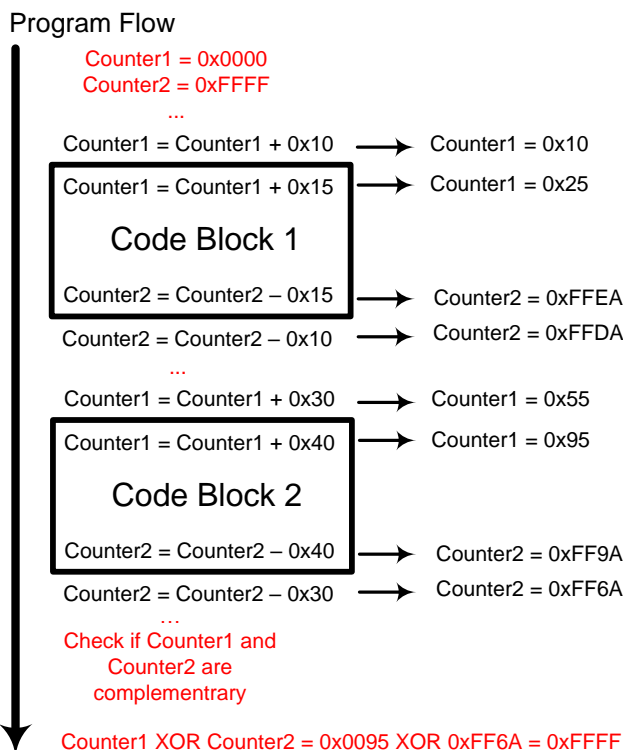 Program Flow
Counter1 = 0x0000
Counter2 = 0xFFFF
...
Counter1 = Counter1 + 0x10 Counter1 = 0x10
Counter1 = Counter1 + 0x15 Counter1 = 0x25
Code Block 1
Counter2 = Counter2 – 0x15 Counter2 = 0xFFEA
Counter2 = Counter2 – 0x10 Counter2 = 0xFFDA
...
Counter1 = Counter1 + 0x30 Counter1 = 0x55
Counter1 = Counter1 + 0x40 Counter1 = 0x95
Code Block 2
Counter2 = Counter2 – 0x40 Counter2 = 0xFF9A
Counter2 = Counter2 – 0x30 Counter2 = 0xFF6A
...
Check if Counter1 and
Counter2 are
complementrary
Counter1 XOR Counter2 = 0x0095 XOR 0xFF6A = 0xFFFF